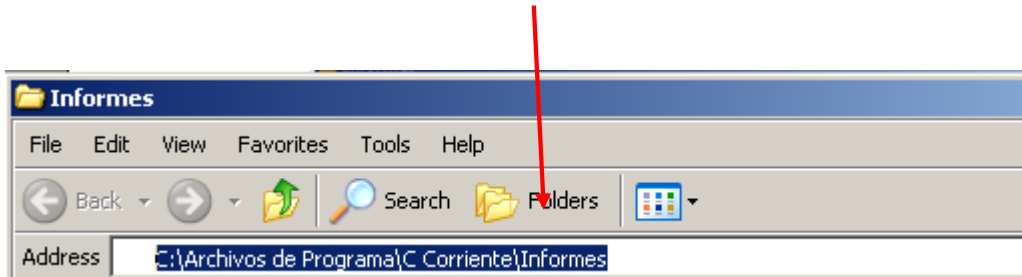 Informes
File Edit View Favorites Tools Help
Back Search Folders
Address C:\Archivos de Programa\C Corriente\Informes